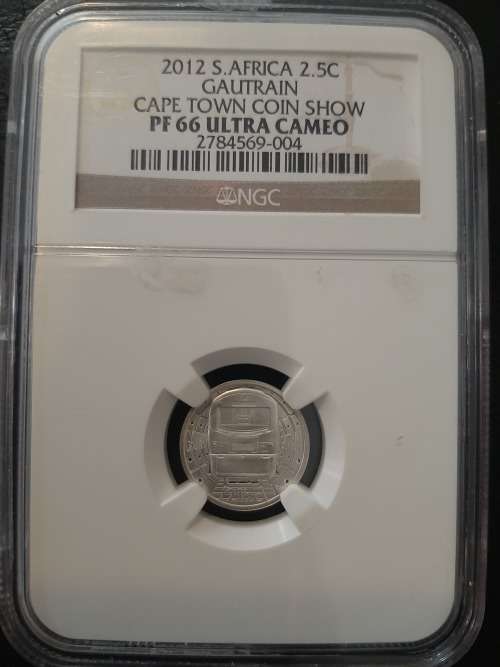 2012 S.AFRICA 2.5C
GAUTRAIN
CAPE TOWN COIN SHOW
PF 66 ULTRA CAMEO
2784569-004
NGC